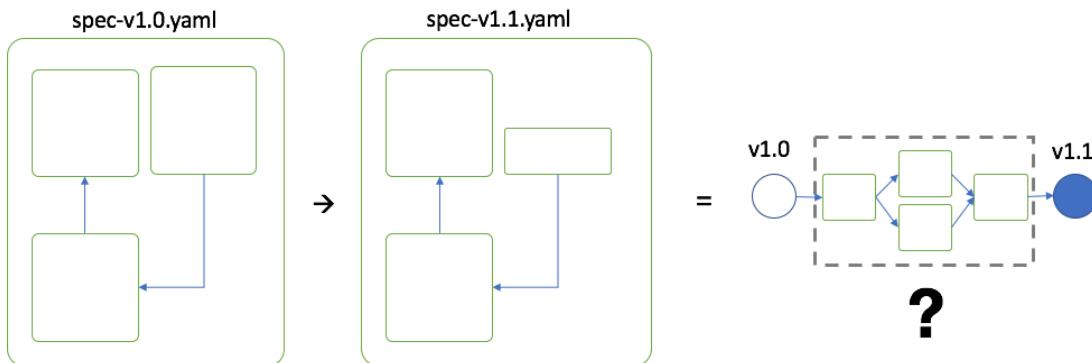 spec-v1.0.yaml
spec-v1.1.yaml
→
=
v1.0
v1.1
?